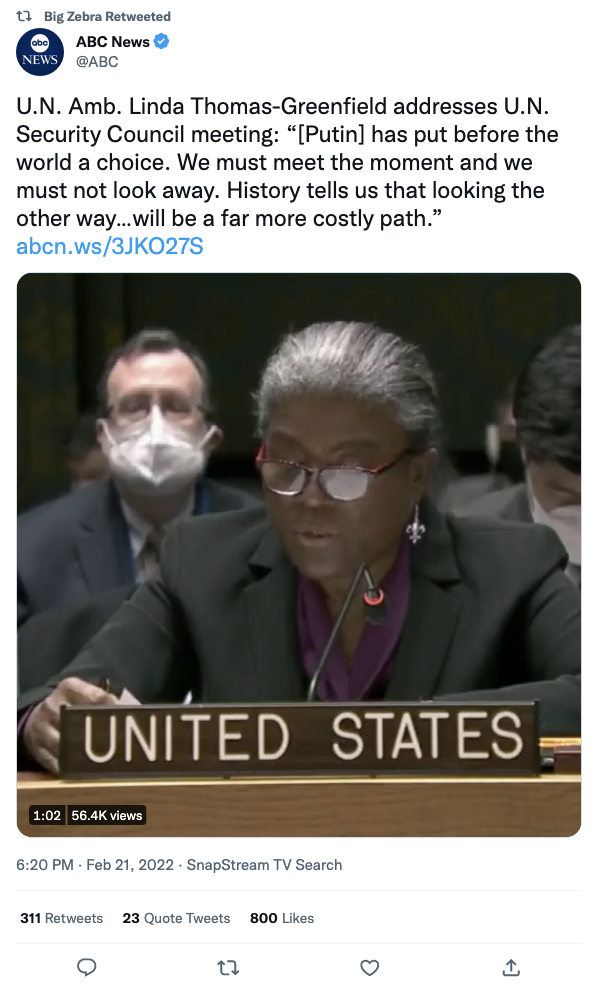 Big Zebra Retweeted
abc
NEWS
ABC News
@ABC
U.N. Amb. Linda Thomas-Greenfield addresses U.N.
Security Council meeting: “[Putin] has put before the
world a choice. We must meet the moment and we
must not look away. History tells us that looking the
other way…will be a far more costly path.”
abcn.ws/3JKO27S
UNITED STATES
1:02 56.4K views
6:20 PM · Feb 21, 2022 · SnapStream TV Search
311 Retweets 23 Quote Tweets 800 Likes